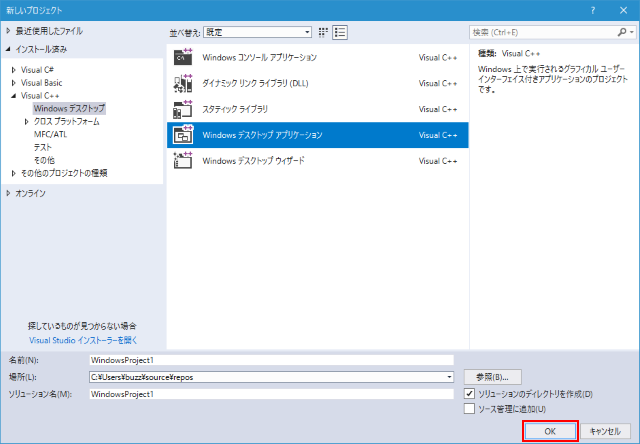 新しいプロジェクト
? ×
最近使用したファイル
インストール済み
Visual C#
Visual Basic
Visual C++
Windows デスクトップ
クロス プラットフォーム
MFC/ATL
テスト
その他
その他のプロジェクトの種類
オンライン
探しているものが見つからない場合
Visual Studio インストーラーを開く
並べ替え: 既定
Windows コンソール アプリケーション Visual C++
ダイナミック リンク ライブラリ (DLL) Visual C++
スタティック ライブラリ Visual C++
Windows デスクトップ アプリケーション Visual C++
Windows デスクトップ ウィザード Visual C++
検索 (Ctrl+E)
種類: Visual C++
Windows 上で実行されるグラフィカル ユーザー
インターフェイス付きアプリケーションのプロジェクト
です。
名前(N): WindowsProject1
場所(L): C:¥Users¥buzz¥source¥repos
ソリューション名(M): WindowsProject1
参照(B)...
ソリューションのディレクトリを作成(D)
ソース管理に追加(U)
OK キャンセル